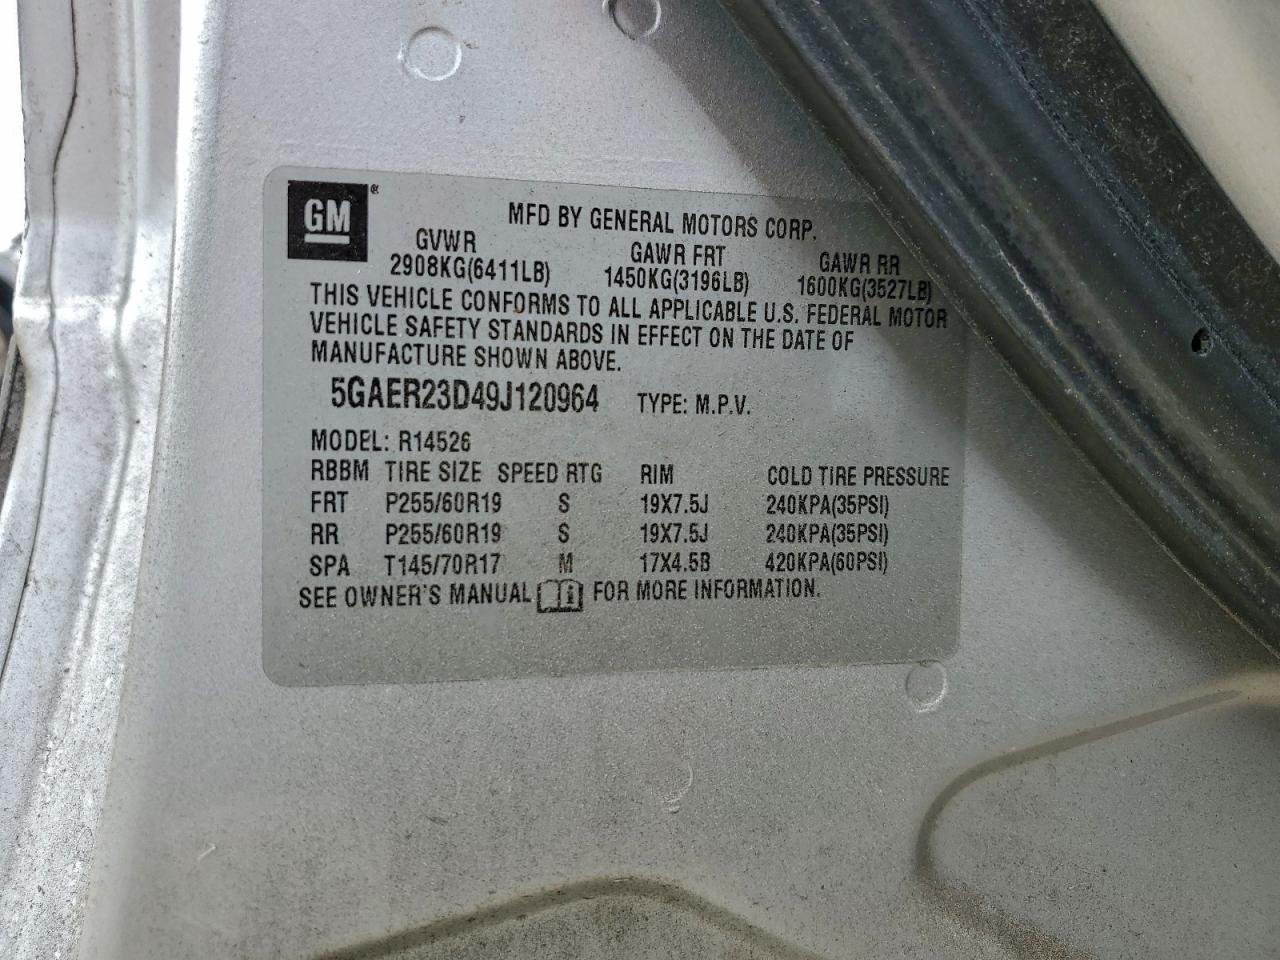 GM ®
MFD BY GENERAL MOTORS CORP.
GVWR GAWR FRT GAWR RR
2908KG(6411LB) 1450KG(3196LB) 1600KG(3527LB)
THIS VEHICLE CONFORMS TO ALL APPLICABLE U.S. FEDERAL MOTOR
VEHICLE SAFETY STANDARDS IN EFFECT ON THE DATE OF
MANUFACTURE SHOWN ABOVE.
5GAER23D49J120964 TYPE: M.P.V.
MODEL: R14526
RBBM TIRE SIZE SPEED RTG RIM COLD TIRE PRESSURE
FRT P255/60R19 S 19X7.5J 240KPA(35PSI)
RR P255/60R19 S 19X7.5J 240KPA(35PSI)
SPA T145/70R17 M 17X4.5B 420KPA(60PSI)
SEE OWNER'S MANUAL i FOR MORE INFORMATION.